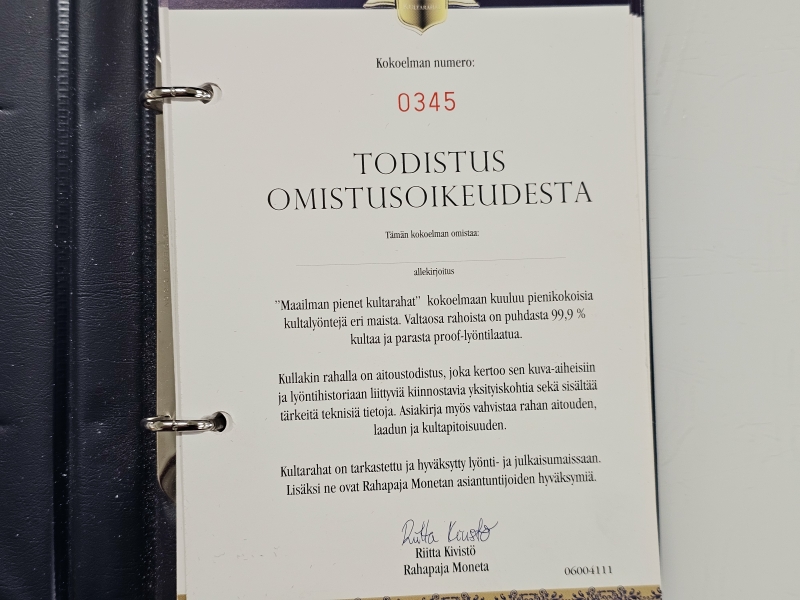 Kokoelman numero:
0345
TODISTUS
OMISTUSOIKEUDESTA
Tämän kokoelman omistaa:
allekirjoitus
”Maailman pienet kultarahat” kokoelmaan kuuluu pienikokoisia
kultalyöntejä eri maista. Valtaosa rahoista on puhdasta 99,9 %
kultaa ja parasta proof-lyöntilaatua.
Kullakin rahalla on aitoustodistus, joka kertoo sen kuva-aiheisiin
ja lyöntihistoriaan liittyviä kiinnostavia yksityiskohtia sekä sisältää
tärkeitä teknisiä tietoja. Asiakirja myös vahvistaa rahan aitouden,
laadun ja kultapitoisuuden.
Kultarahat on tarkastettu ja hyväksytty lyönti- ja julkaisumaissaan.
Lisäksi ne ovat Rahapaja Monetan asiantuntijoiden hyväksymiä.
Riitta Kivistö
Riitta Kivistö
Rahapaja Moneta
06004111